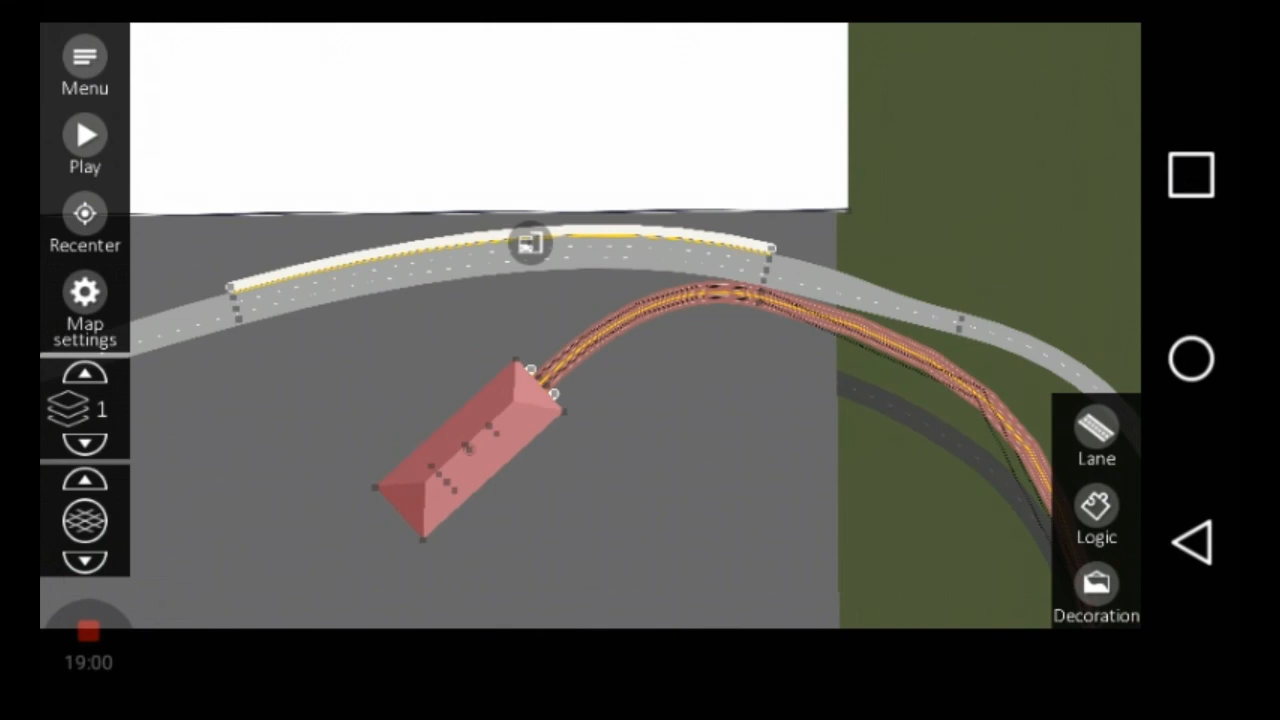 Menu
Play
Recenter
Map
settings
1
Lane
Logic
Decoration
19:00